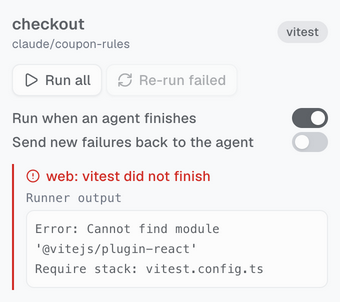 checkout
vitest
claude/coupon-rules
Run all
Re-run failed
Run when an agent finishes
Send new failures back to the agent
web: vitest did not finish
Runner output
Error: Cannot find module
'@vitejs/plugin-react'
Require stack: vitest.config.ts